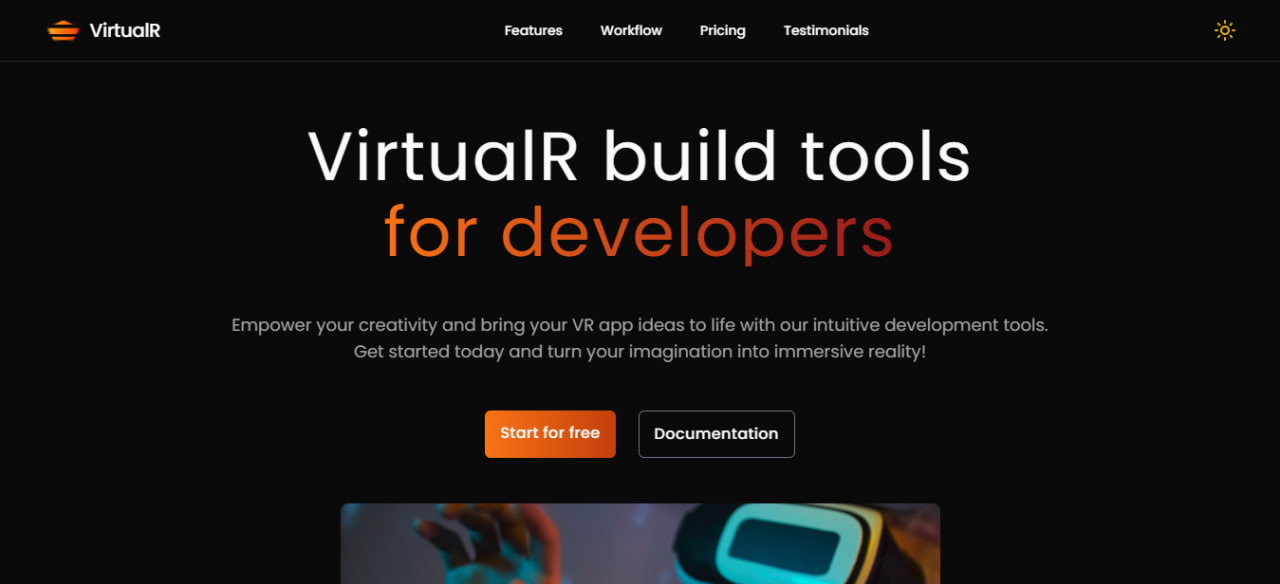 VirtualR
Features Workflow Pricing Testimonials
VirtualR build tools
for developers
Empower your creativity and bring your VR app ideas to life with our intuitive development tools.
Get started today and turn your imagination into immersive reality!
Start for free
Documentation